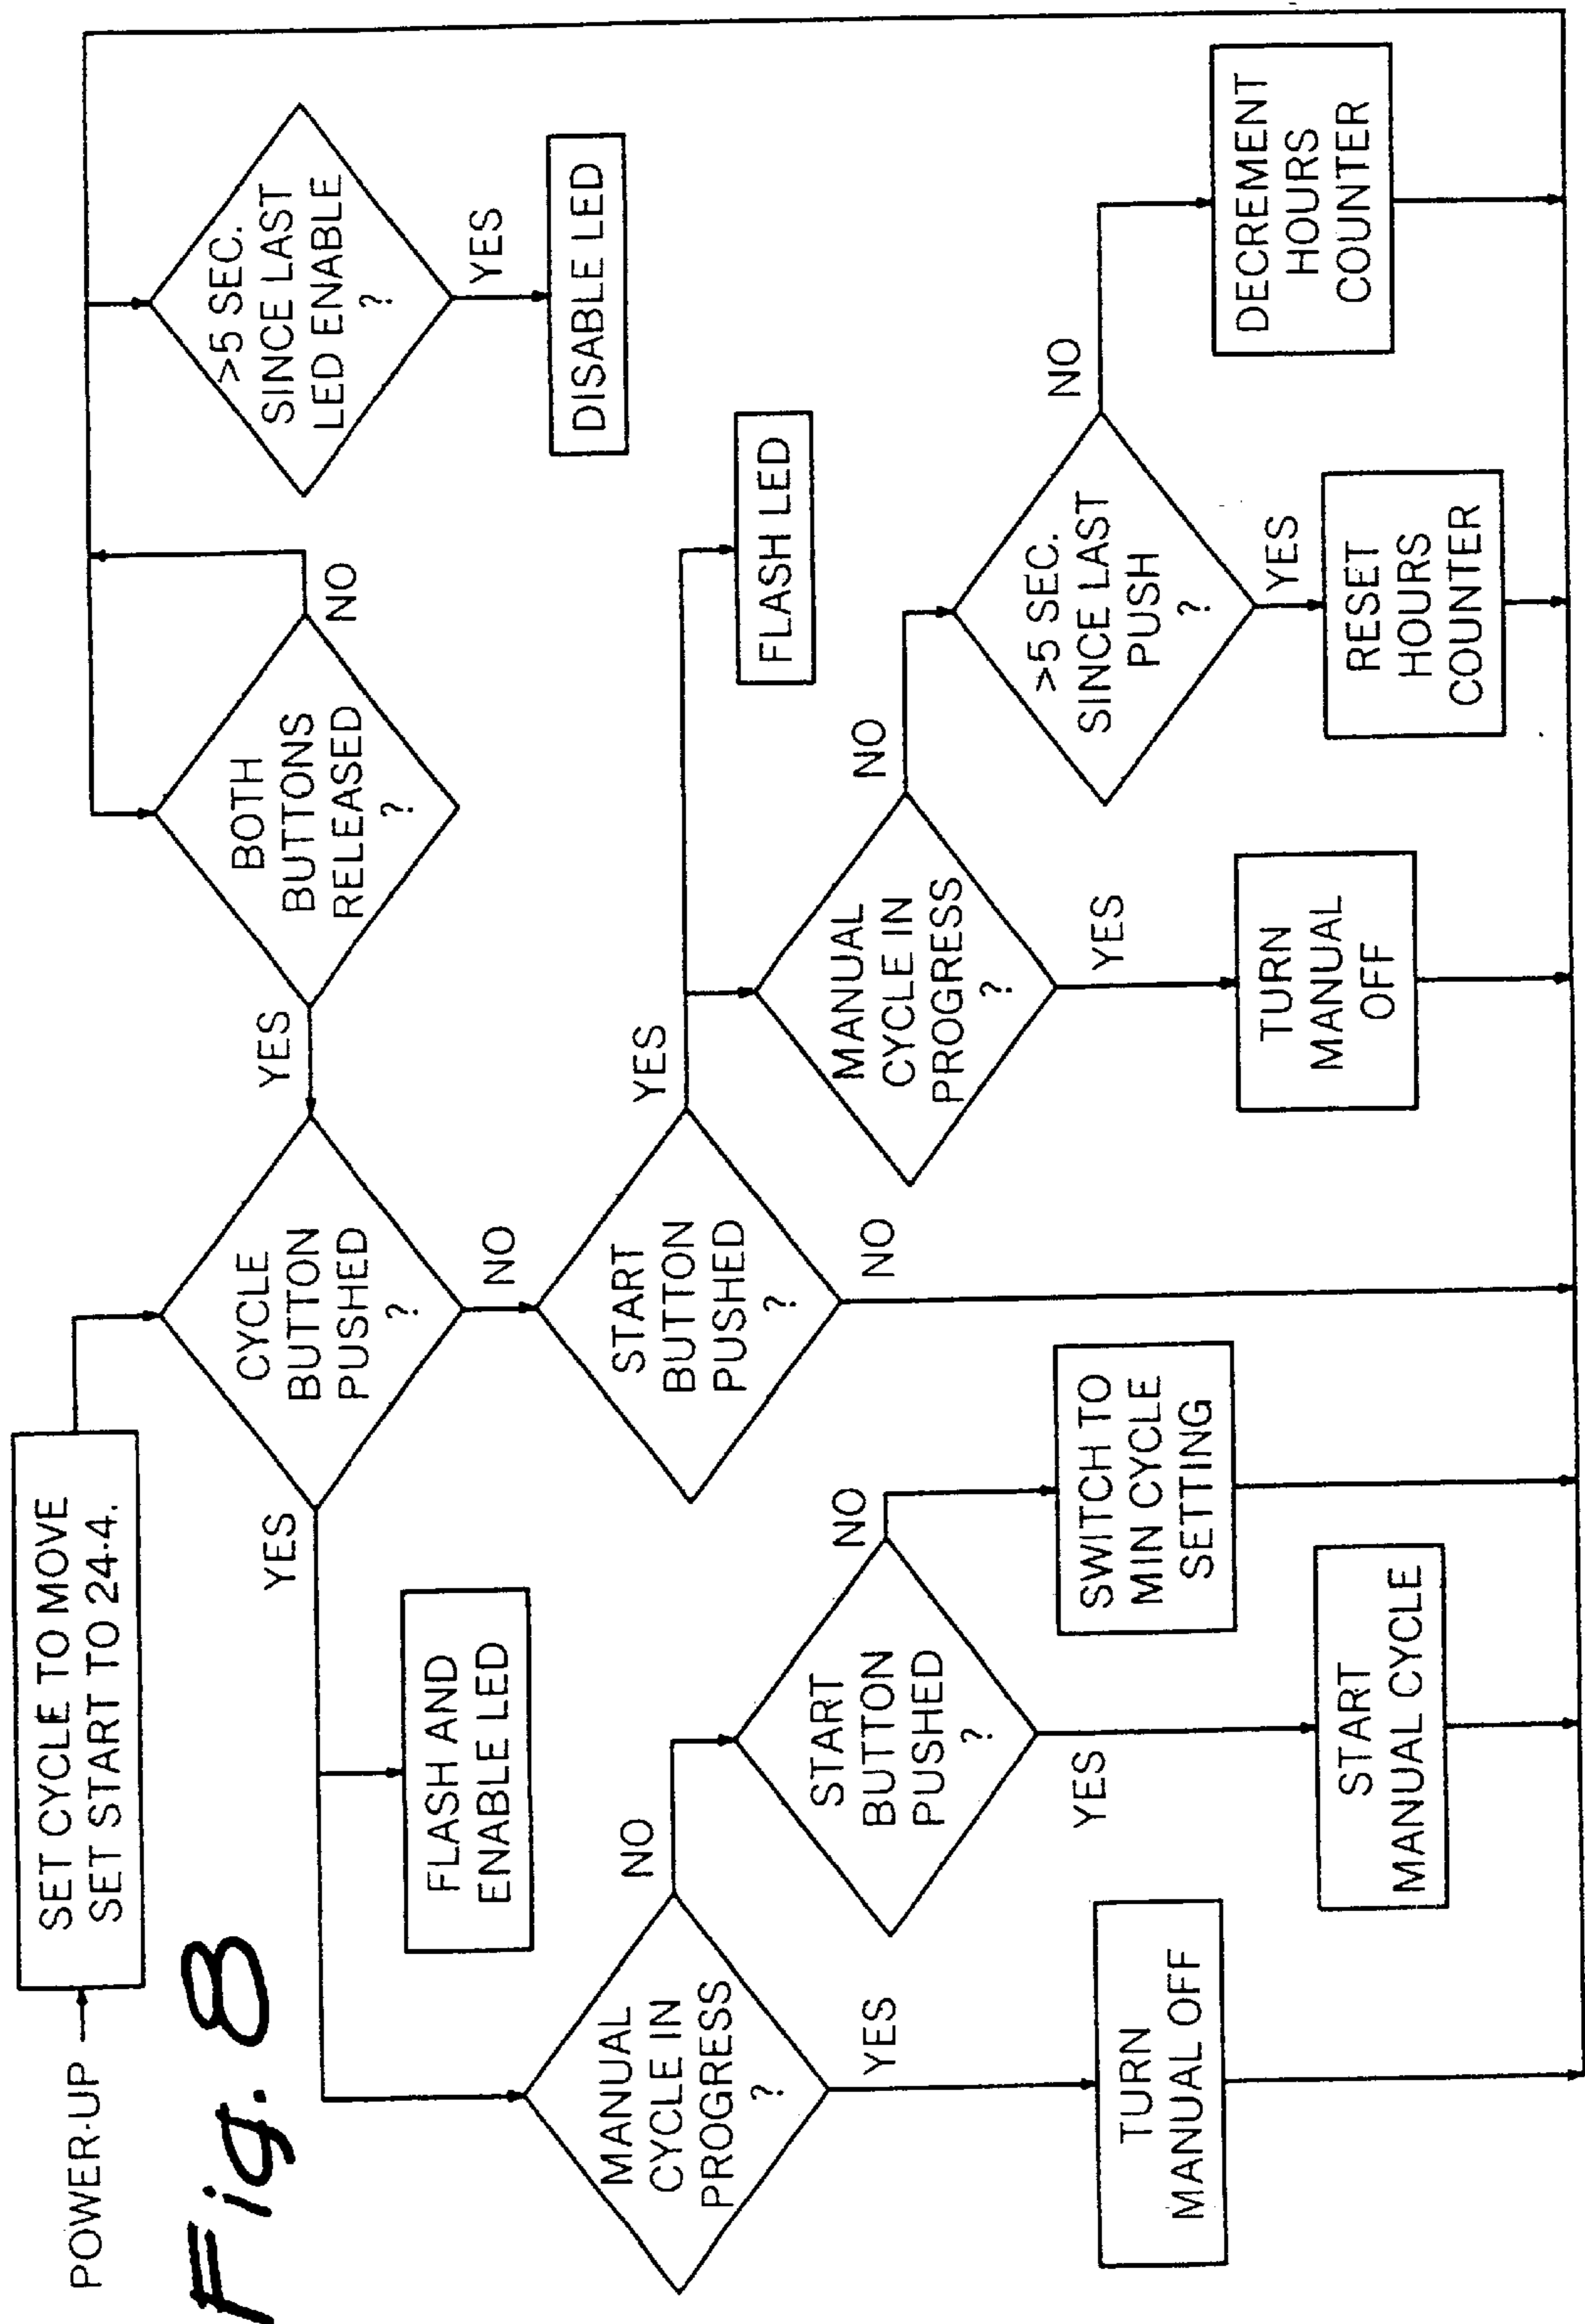 Fig. 8
POWER-UP
SET CYCLE TO MOVE
SET START TO 24-4.
CYCLE
BUTTON
PUSHED
?
YES
NO
BOTH
BUTTONS
RELEASED
?
YES
NO
>5 SEC.
SINCE LAST
LED ENABLE
?
YES
DISABLE LED
FLASH AND
ENABLE LED
START
BUTTON
PUSHED
?
YES
NO
FLASH LED
MANUAL
CYCLE IN
PROGRESS
?
NO
YES
START
BUTTON
PUSHED
?
NO
YES
MANUAL
CYCLE IN
PROGRESS
?
NO
YES
>5 SEC.
SINCE LAST
PUSH
?
NO
YES
TURN
MANUAL OFF
START
MANUAL CYCLE
SWITCH TO
MIN CYCLE
SETTING
TURN
MANUAL
OFF
RESET
HOURS
COUNTER
DECREMENT
HOURS
COUNTER